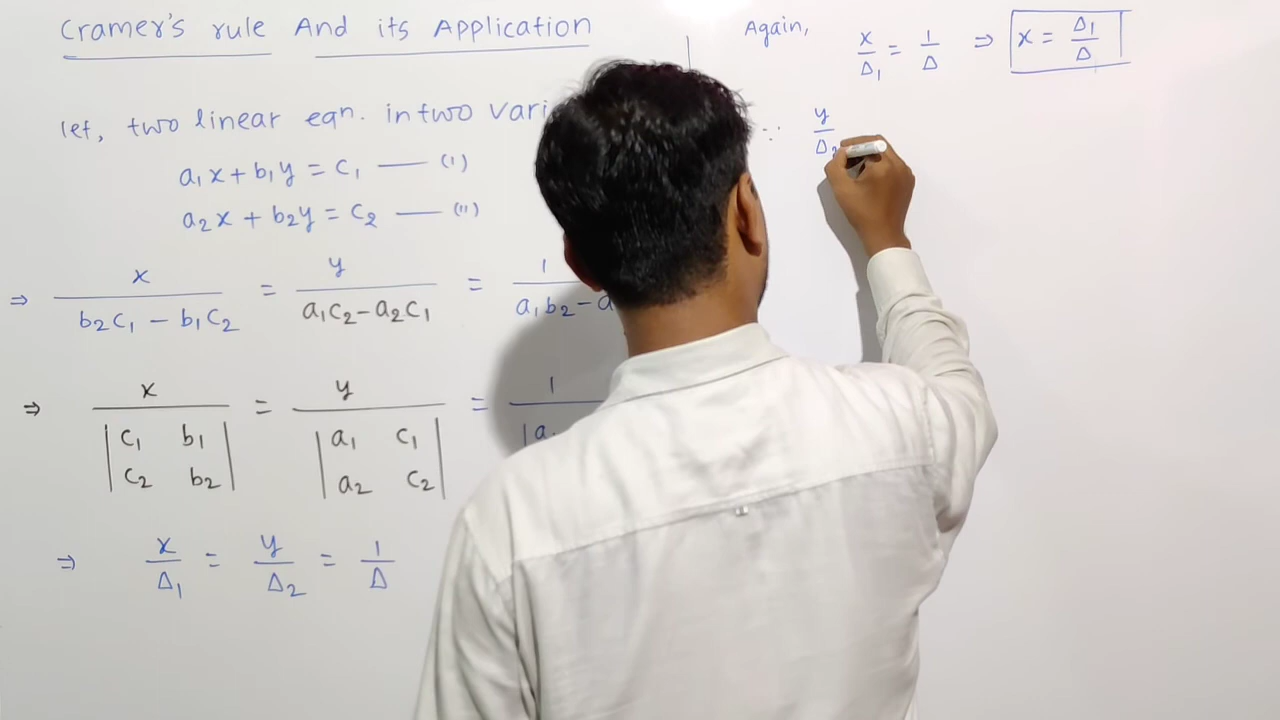 Cramer's rule And its Application
let, two linear eqn. in two vari
a₁x + b₁y = c₁ —— (i)
a₂x + b₂y = c₂ —— (ii)
⇒ x / (b₂c₁ − b₁c₂) = y / (a₁c₂ − a₂c₁) = 1 / (a₁b₂ − a
⇒ x / |c₁ b₁| = y / |a₁ c₁| = 1 / |a
|c₂ b₂| |a₂ c₂|
⇒ x/Δ₁ = y/Δ₂ = 1/Δ
Again,
x/Δ₁ = 1/Δ ⇒ x = Δ₁/Δ
∵ y/Δ₂